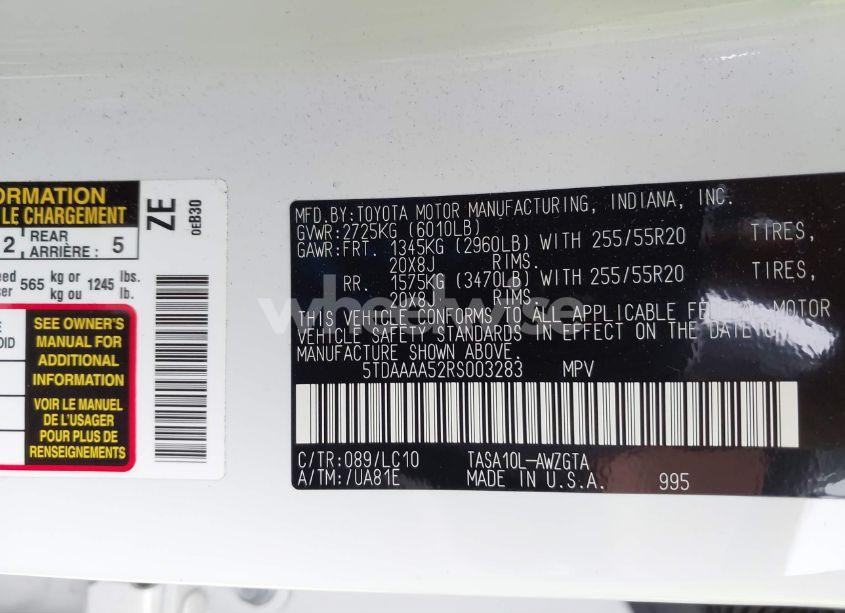 ORMATION
LE CHARGEMENT
2 REAR ARRIÈRE : 5
565 kg or kg ou 1245 lbs. lb.
SEE OWNER'S
MANUAL FOR
ADDITIONAL
INFORMATION
VOIR LE MANUEL
DE L'USAGER
POUR PLUS DE
RENSEIGNEMENTS
ZE
0EB30
MFD.BY:TOYOTA MOTOR MANUFACTURING, INDIANA, INC.
GVWR:2725KG (6010LB)
GAWR:FRT. 1345KG (2960LB) WITH 255/55R20 TIRES,
20X8J RIMS.
RR. 1575KG (3470LB) WITH 255/55R20 TIRES,
20X8J RIMS.
THIS VEHICLE CONFORMS TO ALL APPLICABLE MOTOR
VEHICLE SAFETY STANDARDS IN EFFECT ON THE DATE
MANUFACTURE SHOWN ABOVE.
5TDAAAA52RS003283 MPV
C/TR:089/LC10 TASA10L-AWZGTA
A/TM:/UA81E MADE IN U.S.A. 995
wheelwise